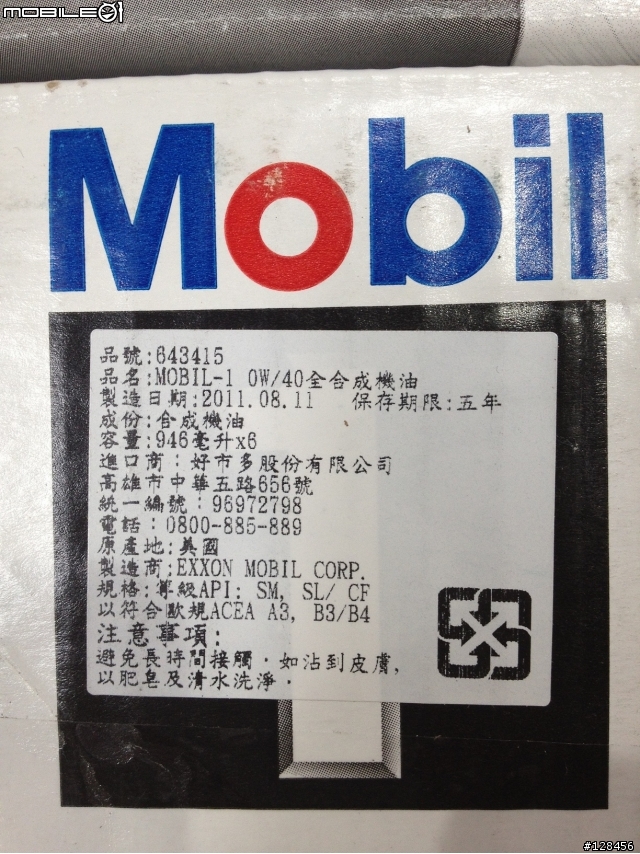 MOBILE01
Mobil
品號:643415
品名:MOBIL-1 0W/40全合成機油
製造日期:2011.08.11 保存期限:五年
成份:合成機油
容量:946毫升x6
進口商:好市多股份有限公司
高雄市中華五路656號
統一編號:96972798
電話:0800-885-889
原產地:美國
製造商:EXXON MOBIL CORP.
規格:等級API: SM, SL/ CF
以符合歐規ACEA A3, B3/B4
注意事項:
避免長時間接觸.如沾到皮膚,
以肥皂及清水洗淨.
#128456